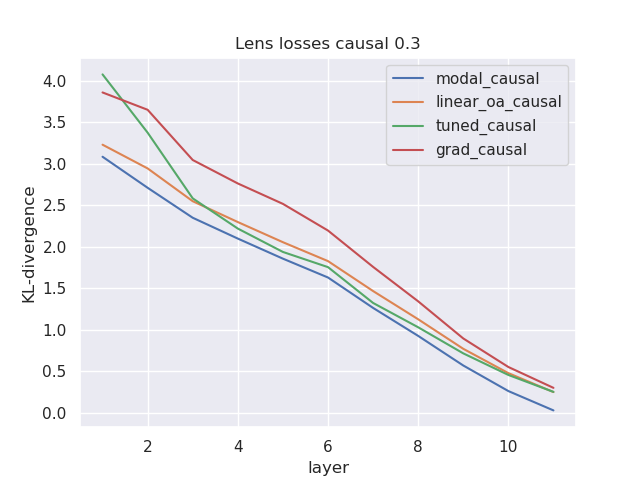 Lens losses causal 0.3
KL-divergence
4.0
3.5
3.0
2.5
2.0
1.5
1.0
0.5
0.0
modal_causal
linear_oa_causal
tuned_causal
grad_causal
2 4 6 8 10
layer